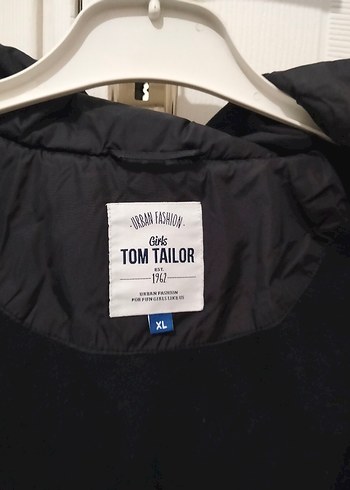 ·URBAN FASHION·
Girls
TOM TAILOR
EST.
1962
URBAN FASHION
FOR FUN GIRLS LIKE US
XL